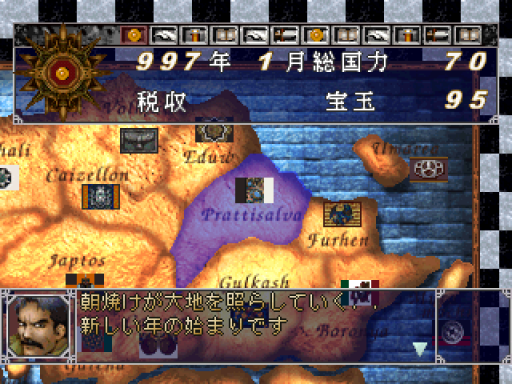 997年 1月総国力 70
税収 宝玉 95
Eduw
Umarea
Caizellon
Prattisalva
Furhen
Japtos
Gulkash
朝焼けが大地を照らしていく...
新しい年の始まりです